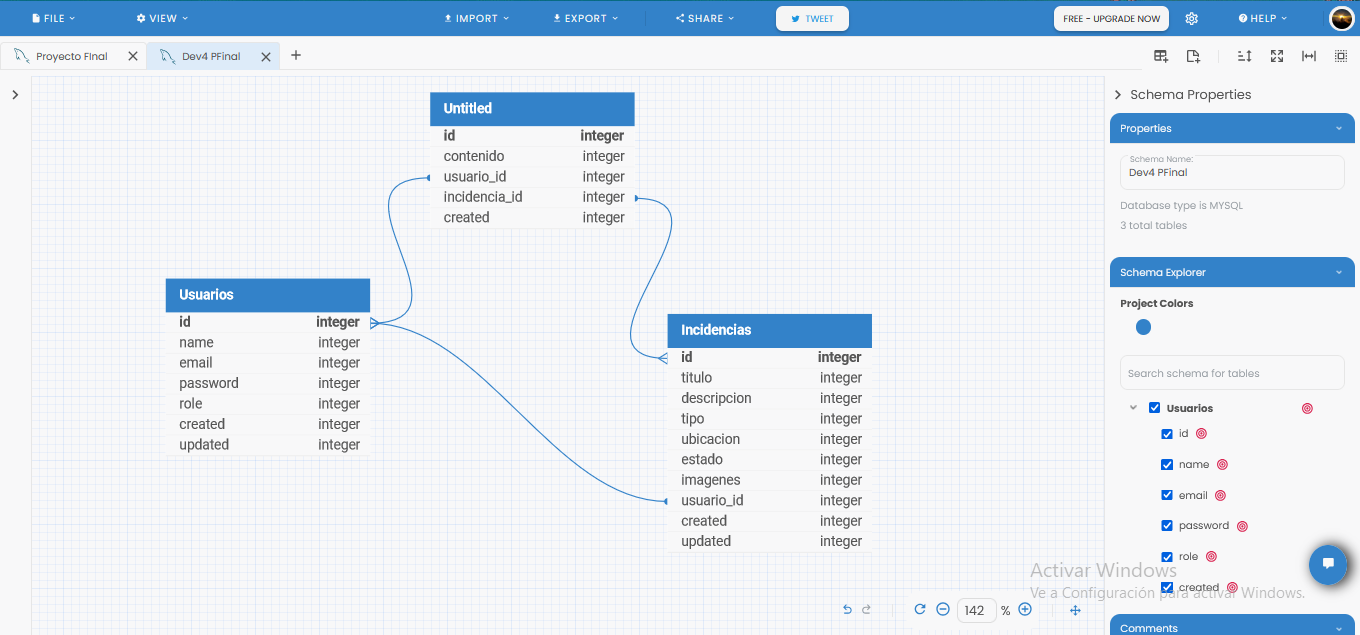 FILE VIEW IMPORT EXPORT SHARE TWEET FREE - UPGRADE NOW HELP
Proyecto FInal Dev4 PFinal
Schema Properties
Properties
Schema Name:
Dev4 PFinal
Database type is MYSQL
3 total tables
Schema Explorer
Project Colors
Search schema for tables
Usuarios
id
name
email
password
role
created
Comments
Untitled
id integer
contenido integer
usuario_id integer
incidencia_id integer
created integer
Usuarios
id integer
name integer
email integer
password integer
role integer
created integer
updated integer
Incidencias
id integer
titulo integer
descripcion integer
tipo integer
ubicacion integer
estado integer
imagenes integer
usuario_id integer
created integer
updated integer
142 %
Activar Windows
Ve a Configuración para activar Windows.